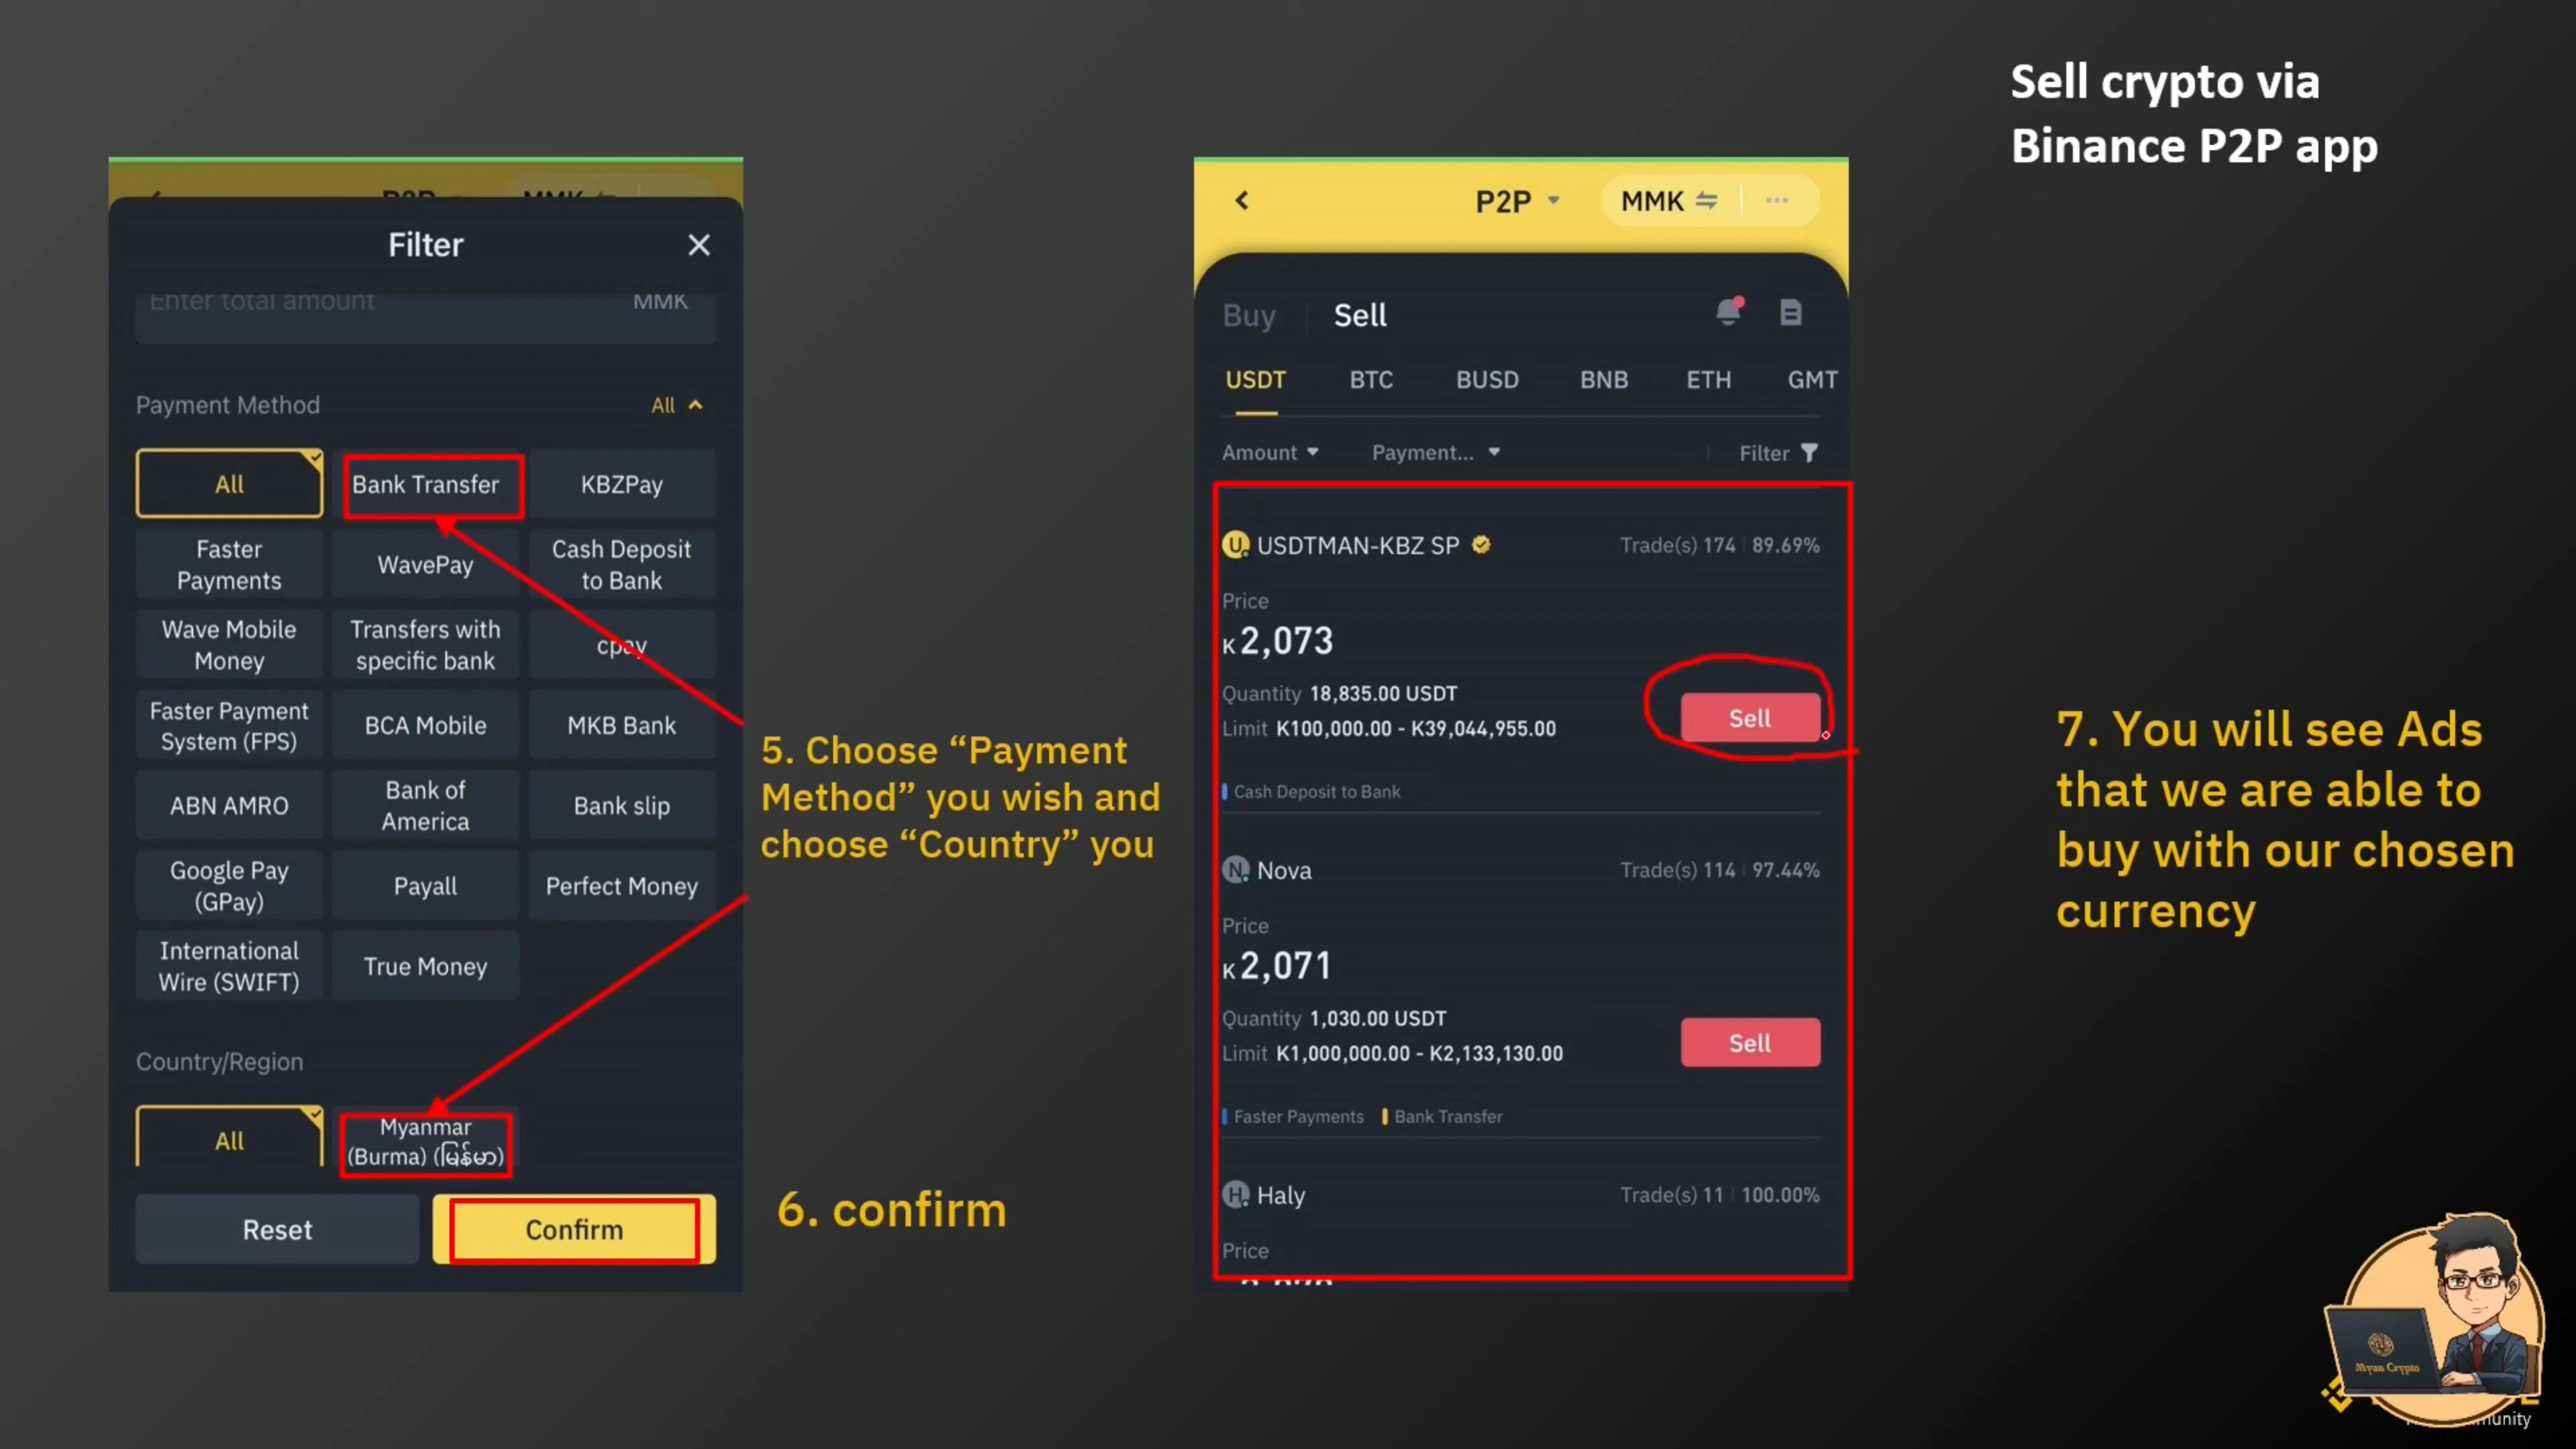 Sell crypto via
Binance P2P app
Filter
Enter total amount
MMK
Payment Method
All
All
Bank Transfer
KBZPay
Faster
Payments
WavePay
Cash Deposit
to Bank
Wave Mobile
Money
Transfers with
specific bank
cpay
Faster Payment
System (FPS)
BCA Mobile
MKB Bank
ABN AMRO
Bank of
America
Bank slip
Google Pay
(GPay)
Payall
Perfect Money
International
Wire (SWIFT)
True Money
Country/Region
All
Myanmar
(Burma) (မြန်မာ)
Reset
Confirm
5. Choose “Payment
Method” you wish and
choose “Country” you
6. confirm
P2P
MMK
Buy
Sell
USDT BTC BUSD BNB ETH GMT
Amount
Payment...
Filter
U USDTMAN-KBZ SP
Trade(s) 174 89.69%
Price
K 2,073
Quantity 18,835.00 USDT
Limit K100,000.00 - K39,044,955.00
Sell
Cash Deposit to Bank
N Nova
Trade(s) 114 97.44%
Price
K 2,071
Quantity 1,030.00 USDT
Limit K1,000,000.00 - K2,133,130.00
Sell
Faster Payments Bank Transfer
H Haly
Trade(s) 11 100.00%
Price
7. You will see Ads
that we are able to
buy with our chosen
currency
Myan Crypto